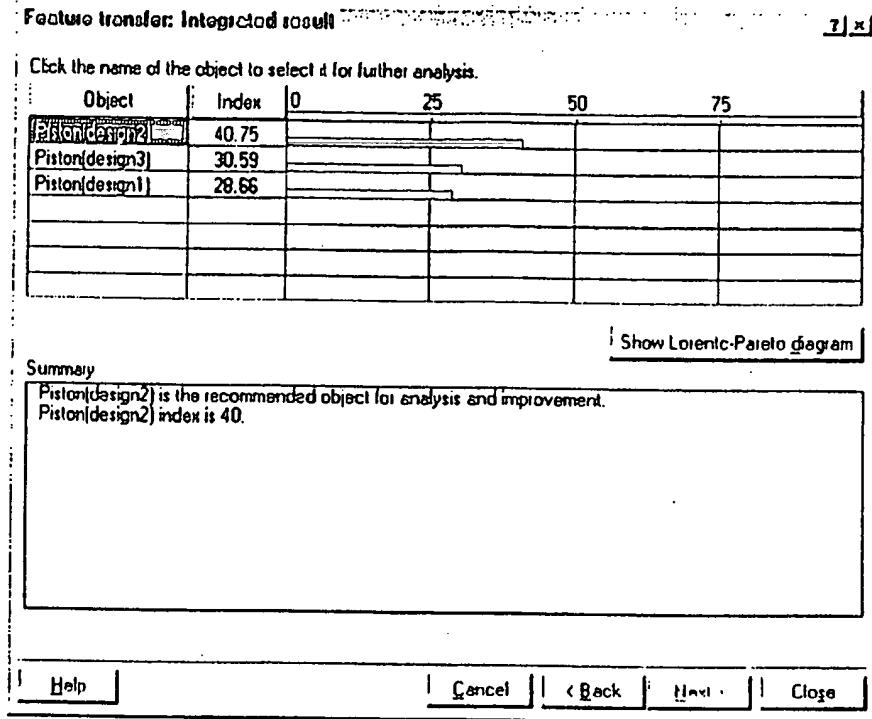 Feature transfer: Integrated result
? x
Click the name of the object to select it for further analysis.
Object Index 0 25 50 75
Piston(design2) 40.75
Piston(design3) 30.59
Piston(design1) 28.66
Show Lorentc-Pareto diagram
Summary
Piston(design2) is the recommended object for analysis and improvement.
Piston(design2) index is 40.
Help Cancel < Back Next > Close